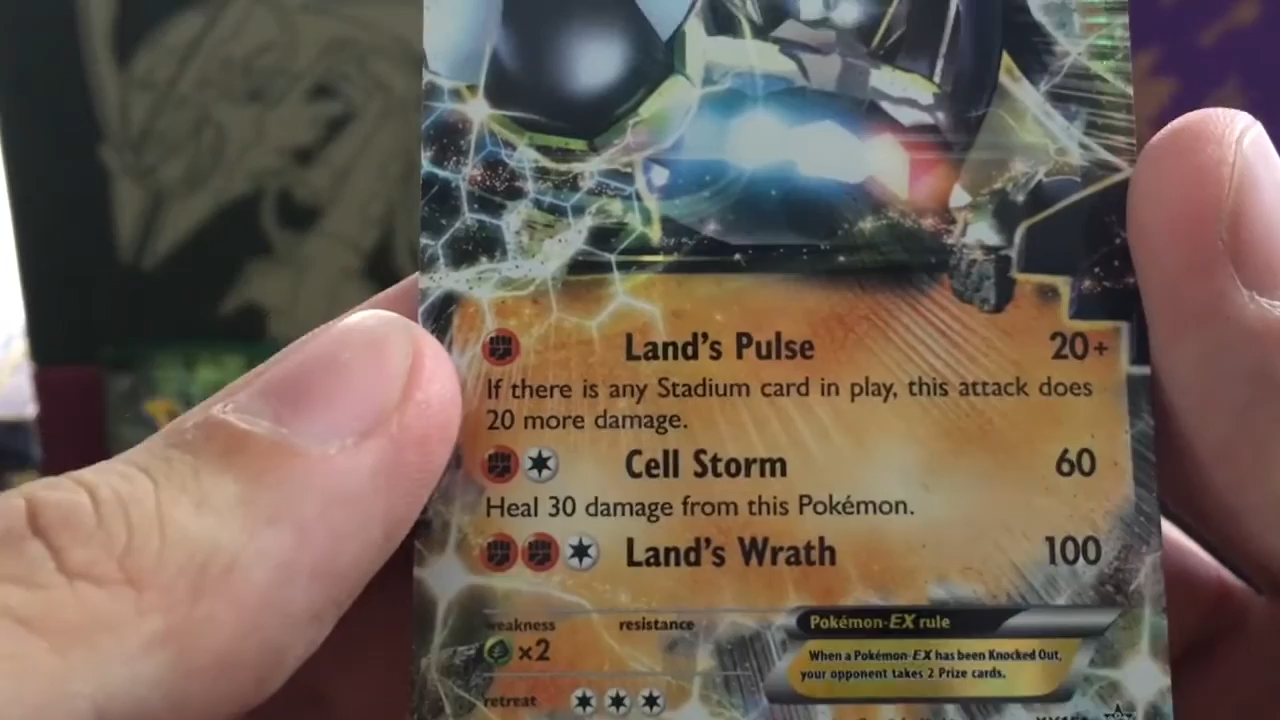 Land's Pulse 20+
If there is any Stadium card in play, this attack does
20 more damage.
Cell Storm 60
Heal 30 damage from this Pokémon.
Land's Wrath 100
weakness resistance
×2
Pokémon-EX rule
When a Pokémon-EX has been Knocked Out,
your opponent takes 2 Prize cards.
retreat